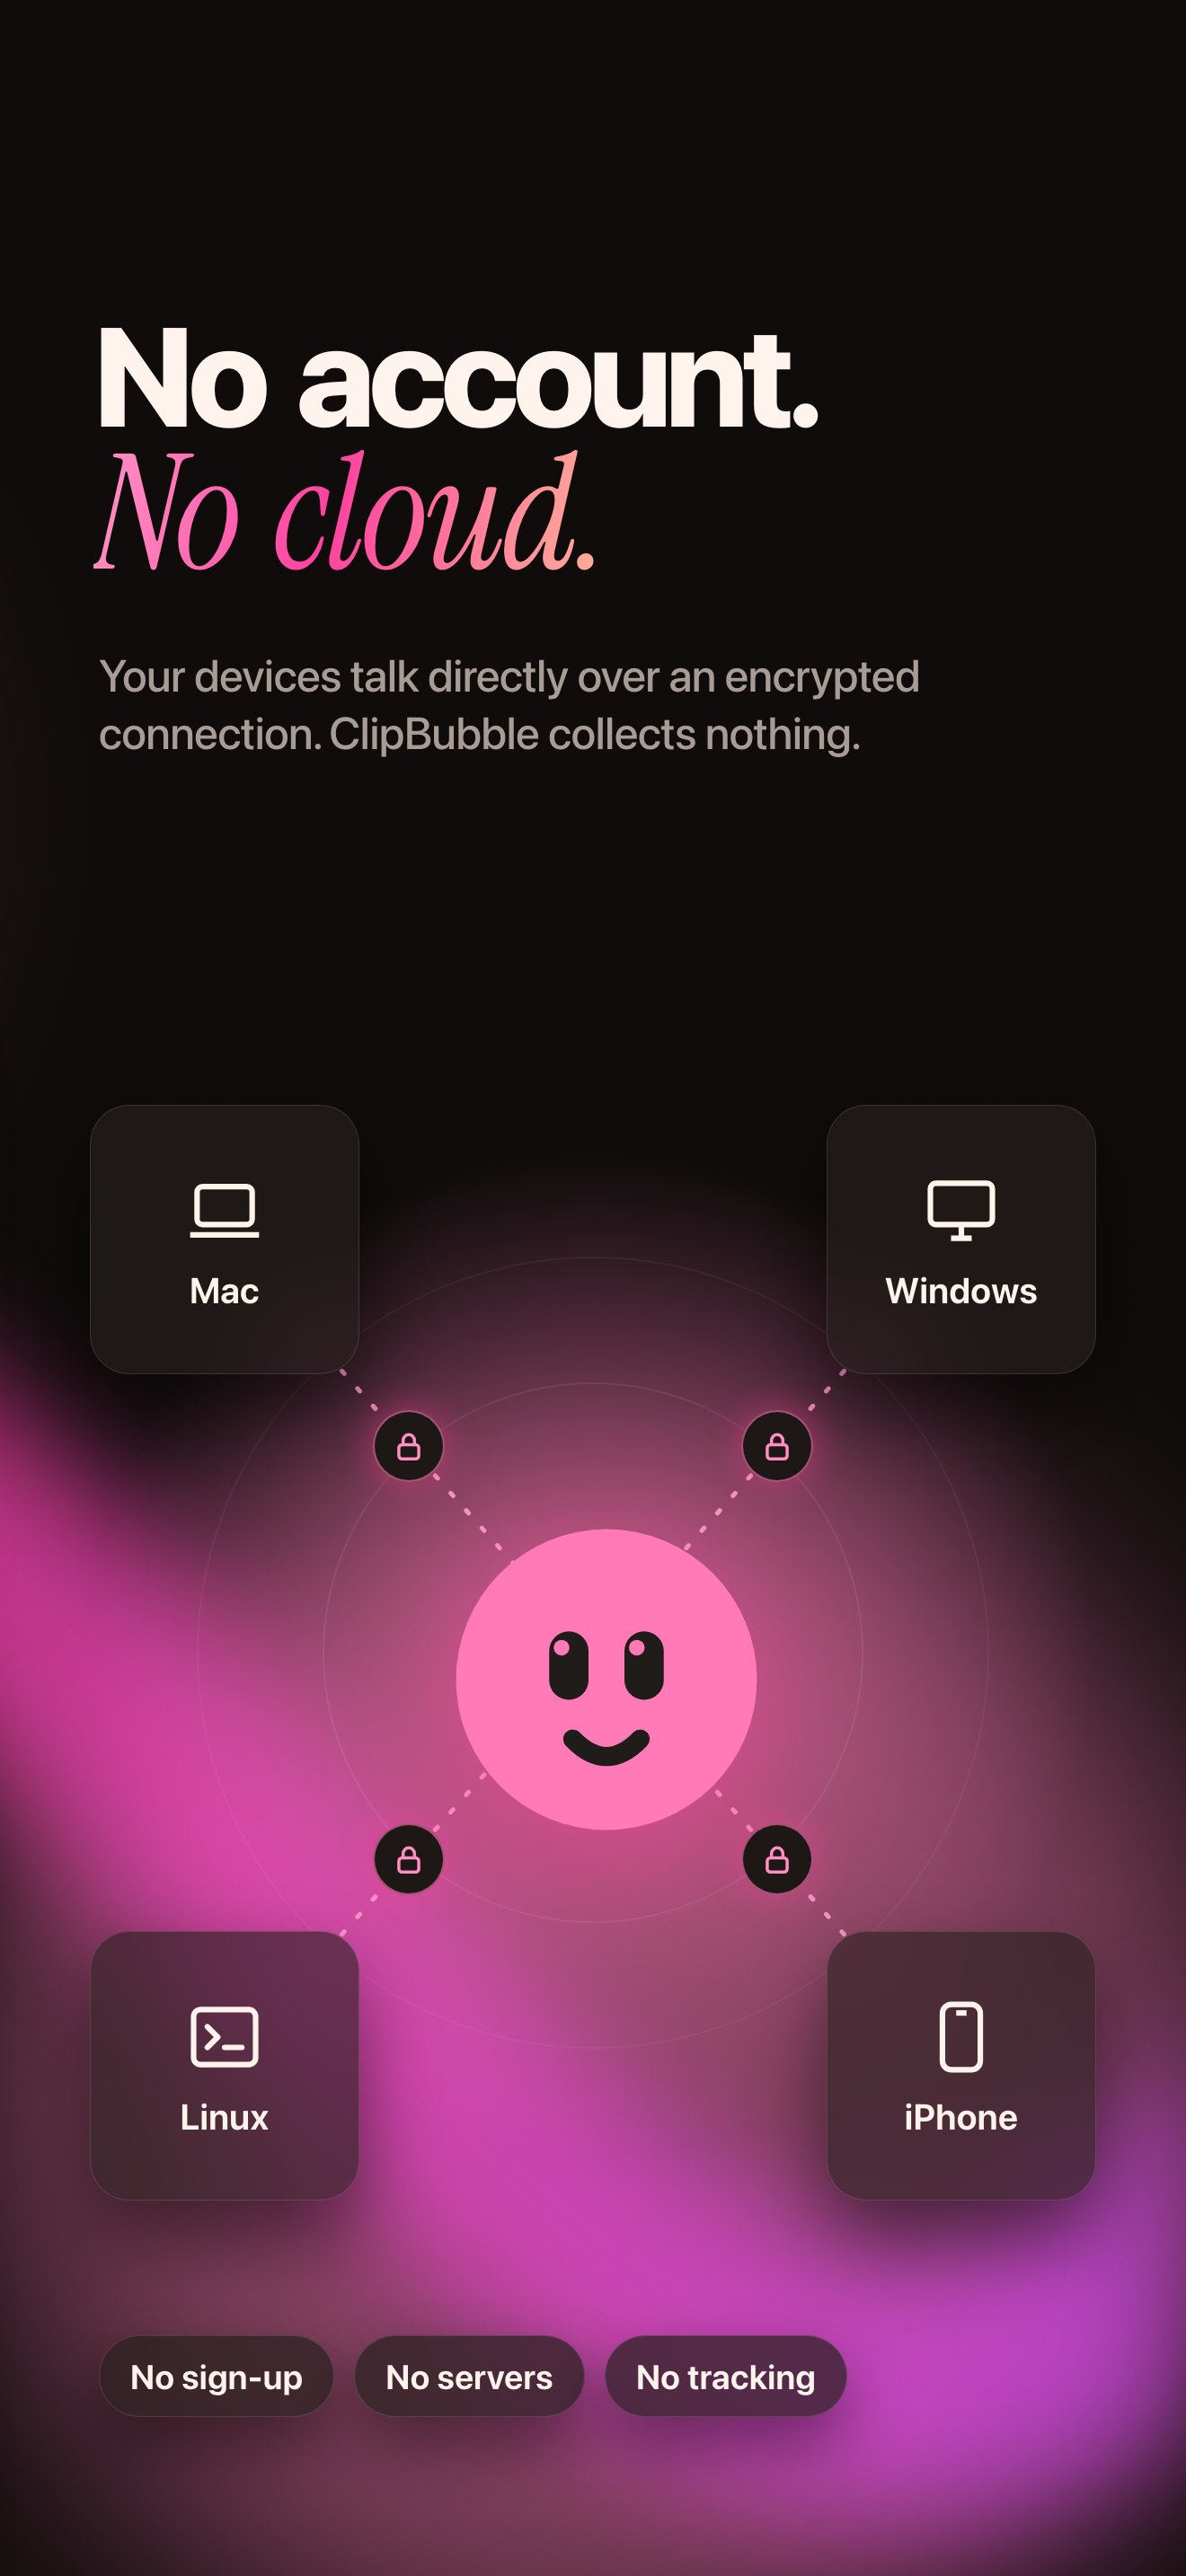 No account.
No cloud.
Your devices talk directly over an encrypted
connection. ClipBubble collects nothing.
Mac
Windows
Linux
iPhone
No sign-up
No servers
No tracking